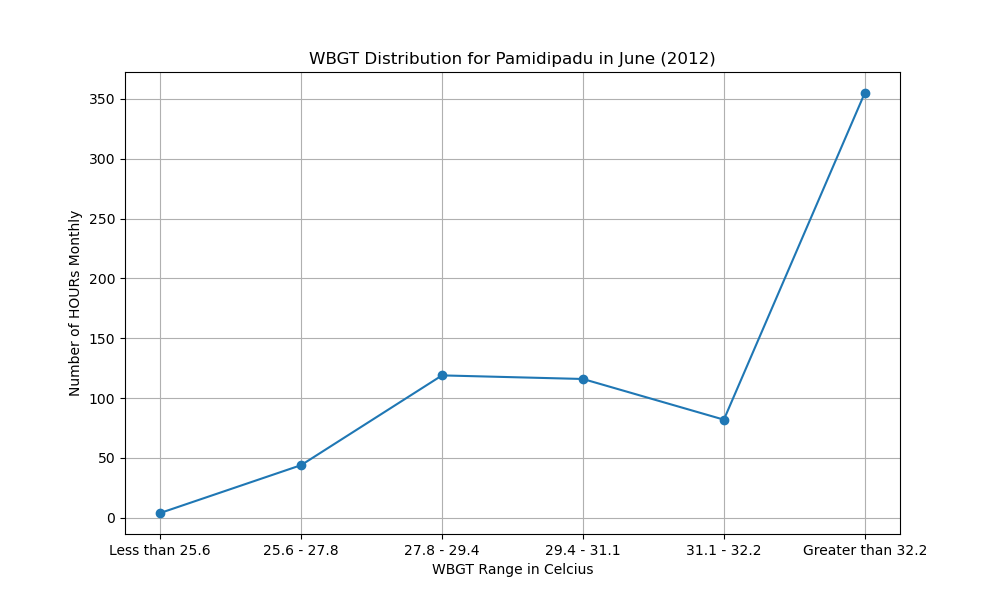 WBGT Distribution for Pamidipadu in June (2012)
Number of HOURs Monthly
350
300
250
200
150
100
50
0
Less than 25.6 25.6 - 27.8 27.8 - 29.4 29.4 - 31.1 31.1 - 32.2 Greater than 32.2
WBGT Range in Celcius